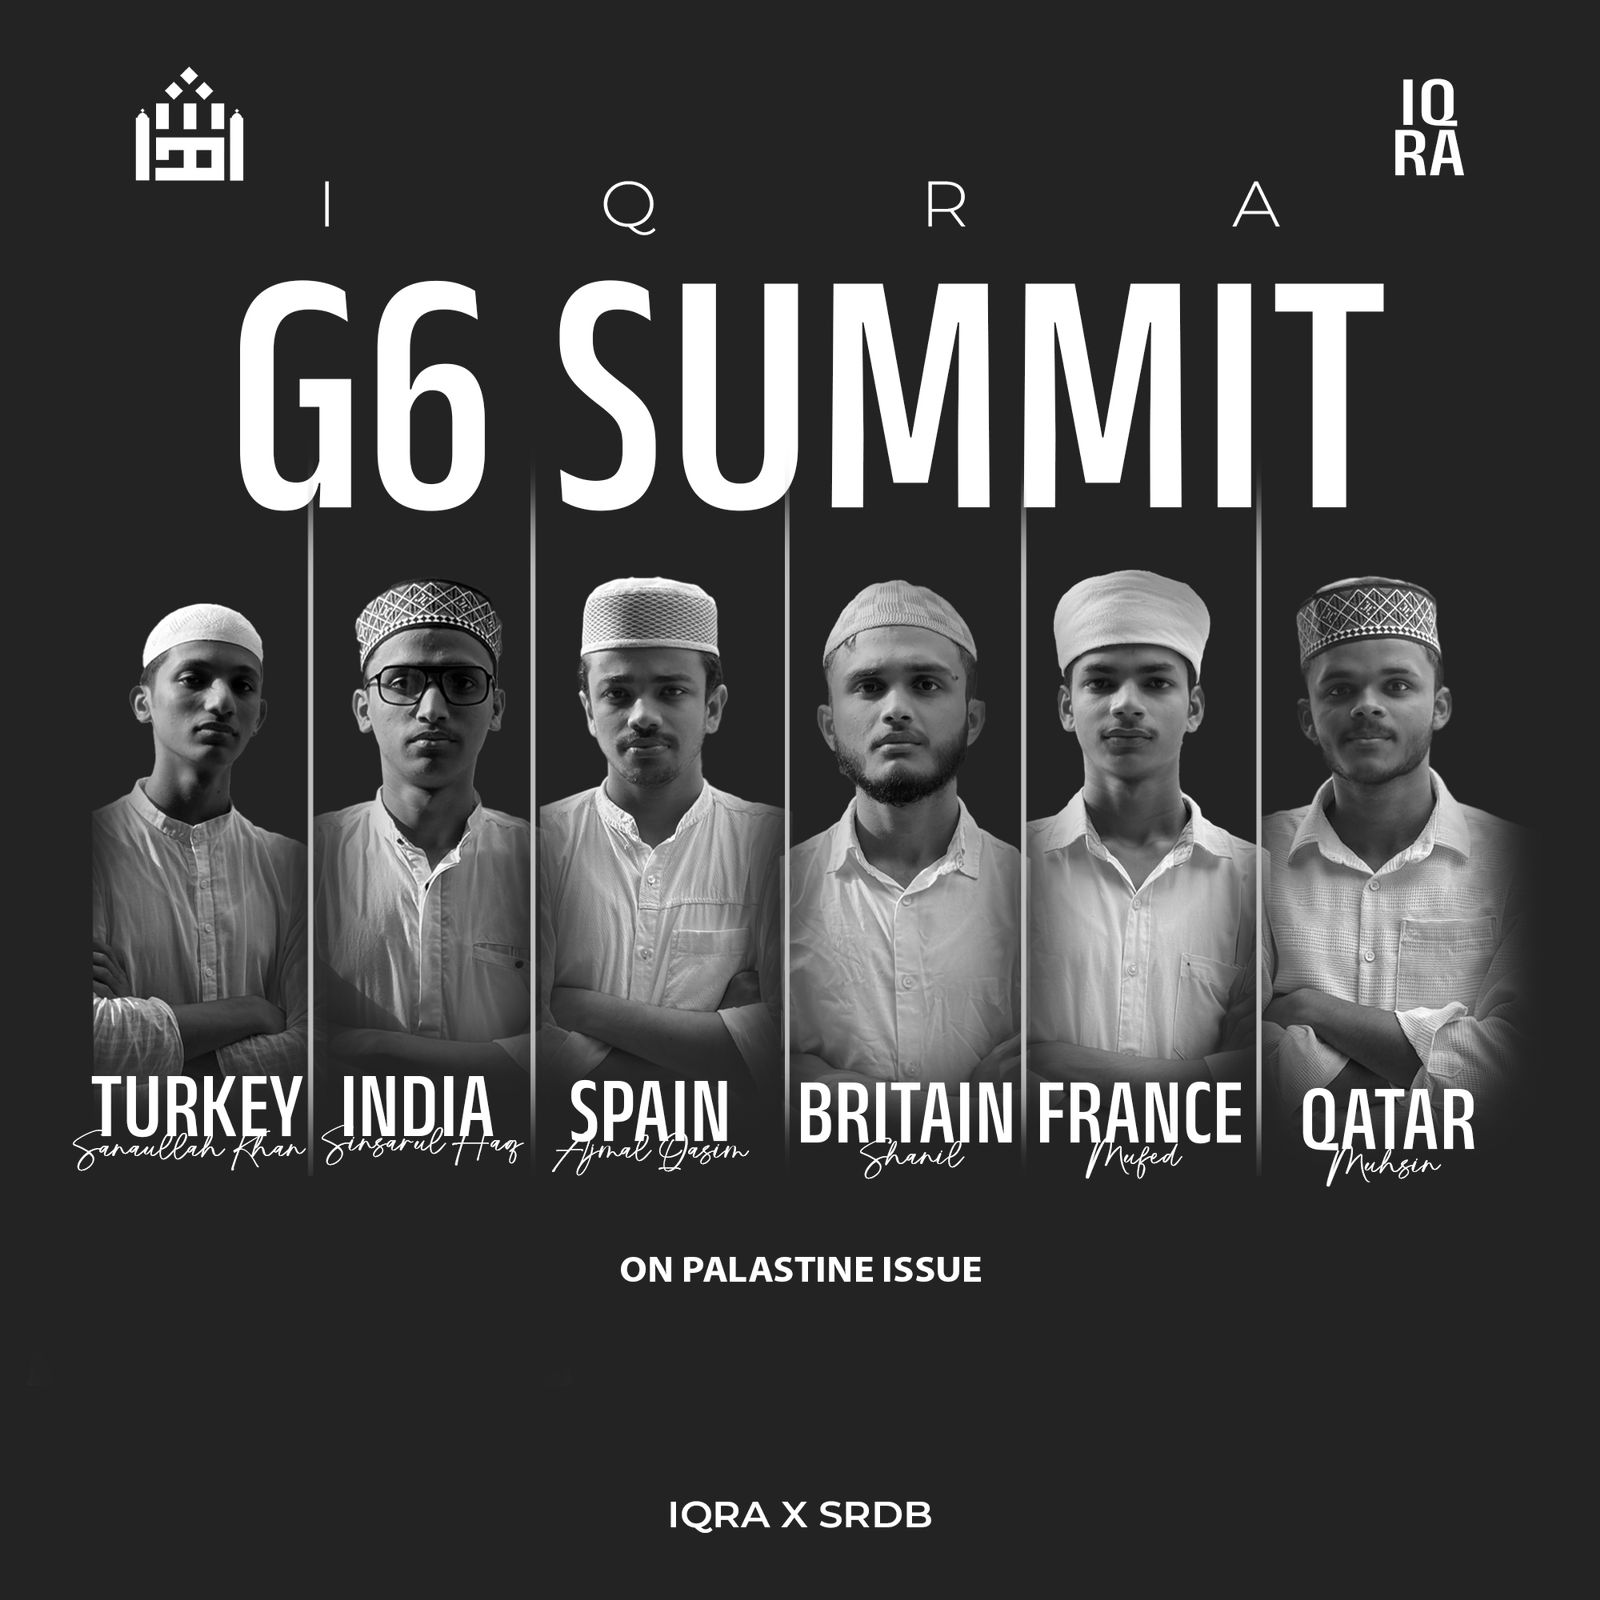 IQ
RA
I Q R A
G6 SUMMIT
TURKEY
Sanaullah Khan
INDIA
Sinsarul Haq
SPAIN
Ajmal Qasim
BRITAIN
Shanil
FRANCE
Mufed
QATAR
Muhsin
ON PALASTINE ISSUE
IQRA X SRDB